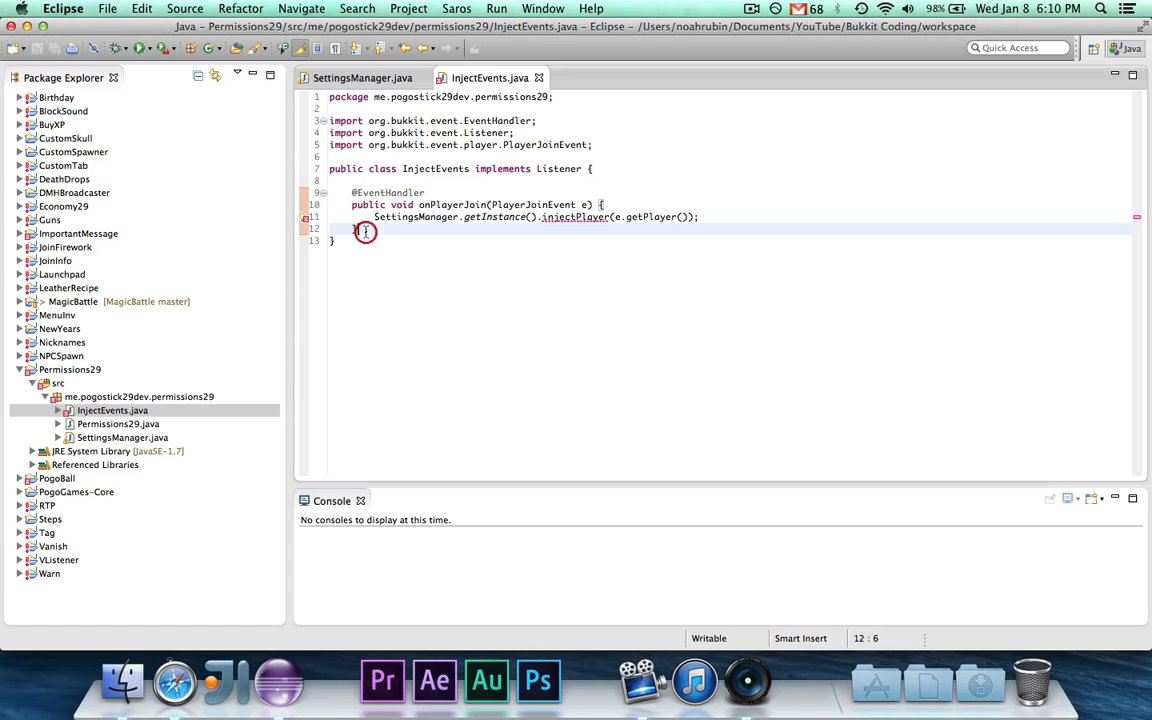 Eclipse File Edit Source Refactor Navigate Search Project Saros Run Window Help 68 98% Wed Jan 8 6:10 PM
Java - Permissions29/src/me/pogostick29dev/permissions29/InjectEvents.java - Eclipse - /Users/noahrubin/Documents/YouTube/Bukkit Coding/workspace
Quick Access Java
Package Explorer
Birthday
BlockSound
BuyXP
CustomSkull
CustomSpawner
CustomTab
DeathDrops
DMHBroadcaster
Economy29
Guns
ImportantMessage
JoinFirework
JoinInfo
Launchpad
LeatherRecipe
> MagicBattle [MagicBattle master]
MenuInv
NewYears
Nicknames
NPCSpawn
Permissions29
src
me.pogostick29dev.permissions29
InjectEvents.java
Permissions29.java
SettingsManager.java
JRE System Library [JavaSE-1.7]
Referenced Libraries
PogoBall
PogoGames-Core
RTP
Steps
Tag
Vanish
VListener
Warn
SettingsManager.java InjectEvents.java
1 package me.pogostick29dev.permissions29;
2
3 import org.bukkit.event.EventHandler;
4 import org.bukkit.event.Listener;
5 import org.bukkit.event.player.PlayerJoinEvent;
6
7 public class InjectEvents implements Listener {
8
9 @EventHandler
10 public void onPlayerJoin(PlayerJoinEvent e) {
11 SettingsManager.getInstance().injectPlayer(e.getPlayer());
12 }
13 }
Console
No consoles to display at this time.
Writable Smart Insert 12 : 6
Pr Ae Au Ps